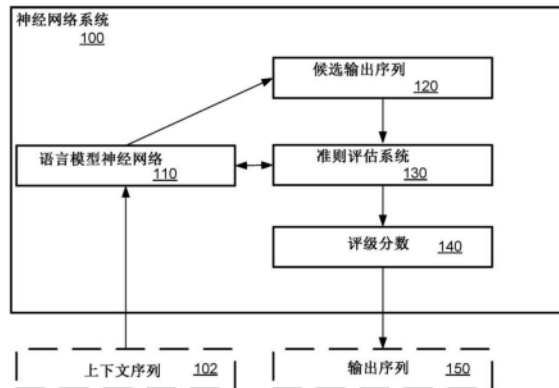 神经网络系统
100
候选输出序列
120
语言模型神经网络
110
准则评估系统
130
评级分数 140
上下文序列 102
输出序列 150